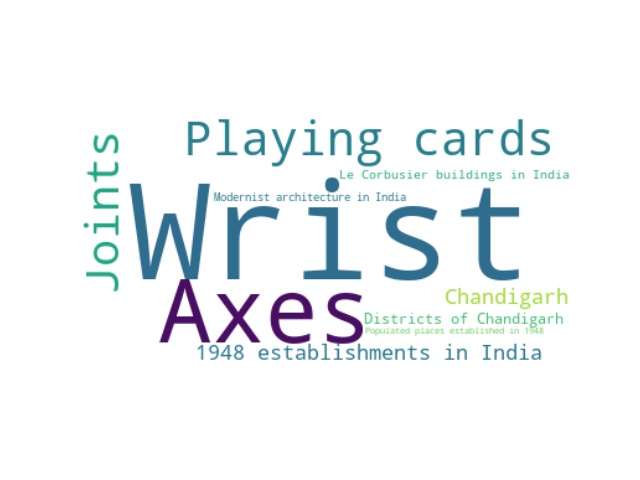 Playing cards
Le Corbusier buildings in India
Modernist architecture in India
Joints
Wrist
Axes
Chandigarh
Districts of Chandigarh
Populated places established in 1948
1948 establishments in India